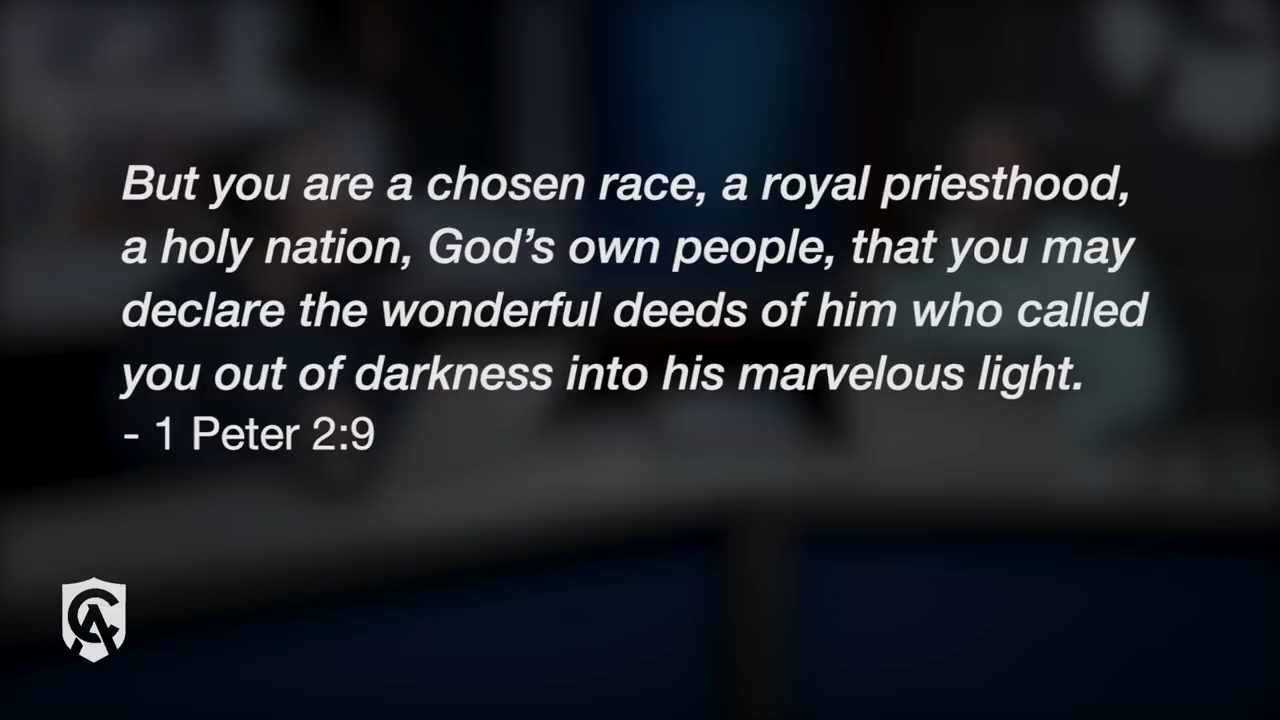 But you are a chosen race, a royal priesthood,
a holy nation, God’s own people, that you may
declare the wonderful deeds of him who called
you out of darkness into his marvelous light.
- 1 Peter 2:9
CA